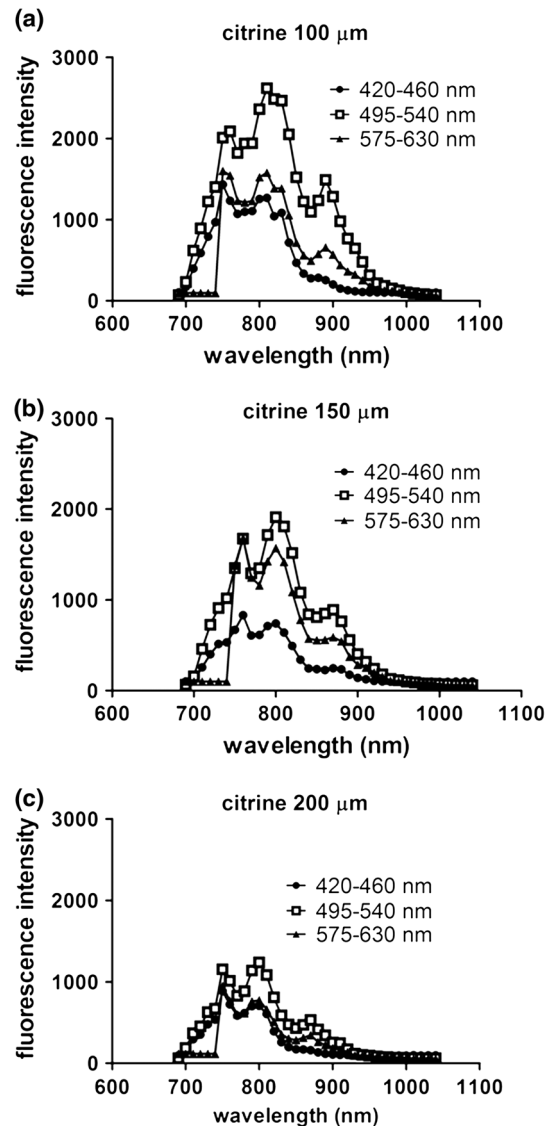 (a)
citrine 100 μm
fluorescence intensity
3000
2000
1000
0
420-460 nm
495-540 nm
575-630 nm
600 700 800 900 1000 1100
wavelength (nm)
(b)
citrine 150 μm
fluorescence intensity
3000
2000
1000
0
420-460 nm
495-540 nm
575-630 nm
600 700 800 900 1000 1100
wavelength (nm)
(c)
citrine 200 μm
fluorescence intensity
3000
2000
1000
0
420-460 nm
495-540 nm
575-630 nm
600 700 800 900 1000 1100
wavelength (nm)